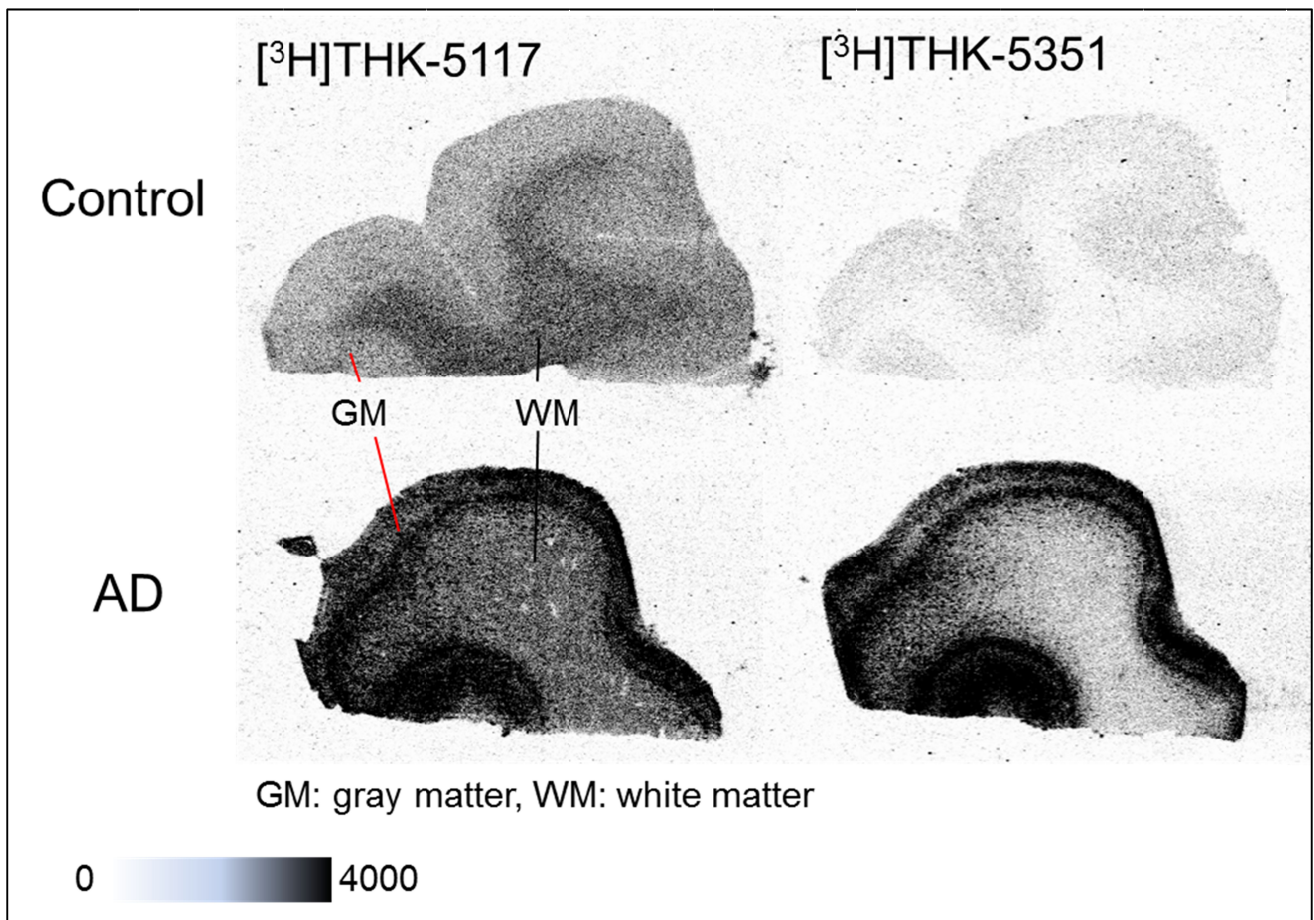 [³H]THK-5117
[³H]THK-5351
Control
GM
WM
AD
GM: gray matter, WM: white matter
0
4000